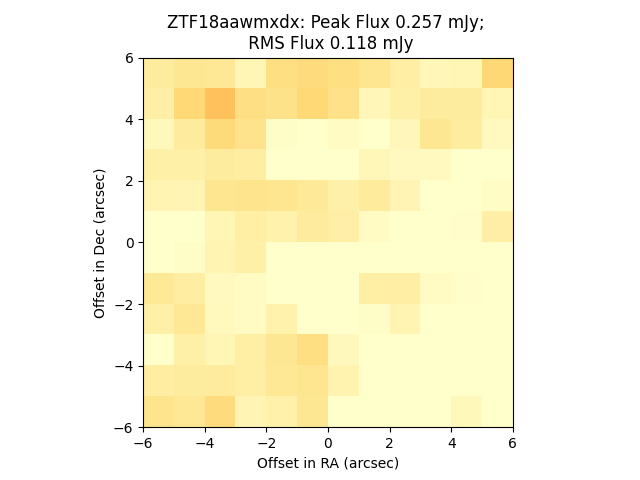 ZTF18aawmxdx: Peak Flux 0.257 mJy;
RMS Flux 0.118 mJy
6
4
2
0
−2
−4
−6
Offset in Dec (arcsec)
−6 −4 −2 0 2 4 6
Offset in RA (arcsec)